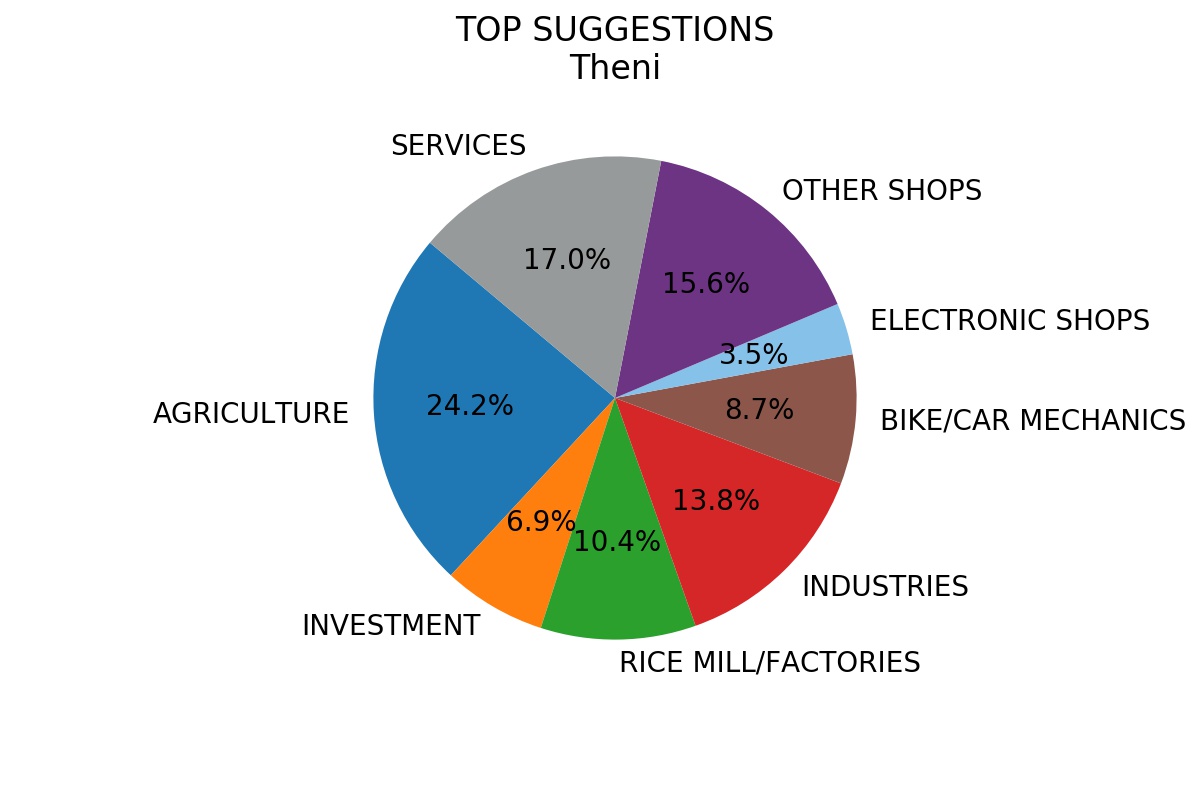 TOP SUGGESTIONS
Theni
SERVICES
OTHER SHOPS
17.0%
15.6%
ELECTRONIC SHOPS
3.5%
AGRICULTURE
24.2%
8.7%
BIKE/CAR MECHANICS
13.8%
6.9%
10.4%
INDUSTRIES
INVESTMENT
RICE MILL/FACTORIES